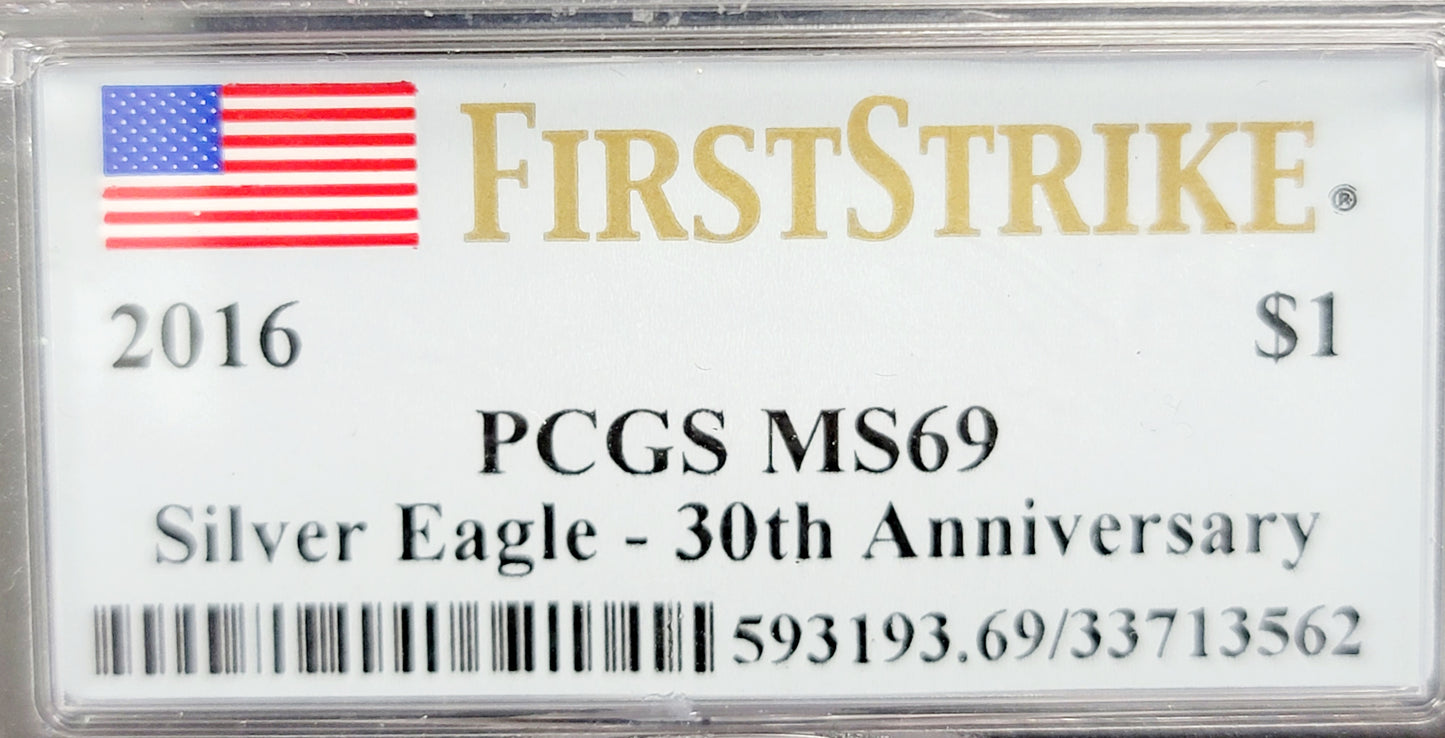 FIRSTSTRIKE®
2016 $1
PCGS MS69
Silver Eagle - 30th Anniversary
593193.69/33713562